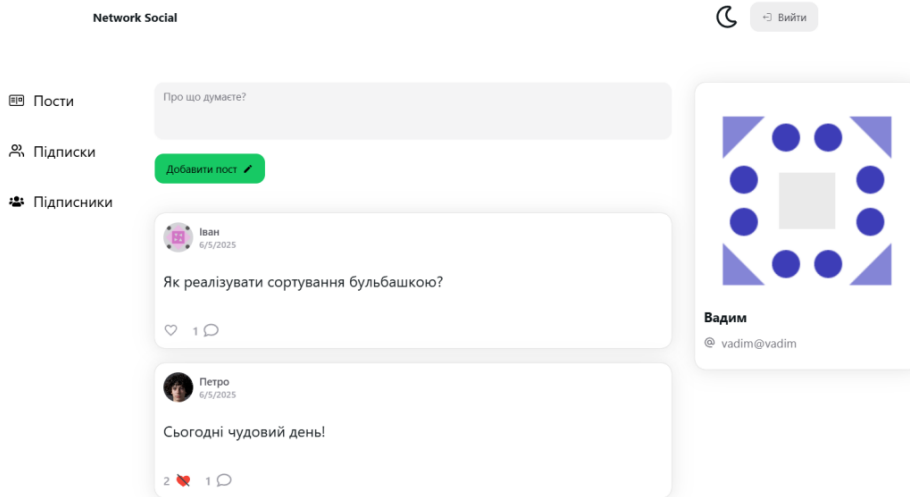 Network Social
Вийти
Пости
Підписки
Підписники
Про що думаєте?
Добавити пост
Іван
6/5/2025
Як реалізувати сортування бульбашкою?
1
Петро
6/5/2025
Сьогодні чудовий день!
2 1
Вадим
@ vadim@vadim